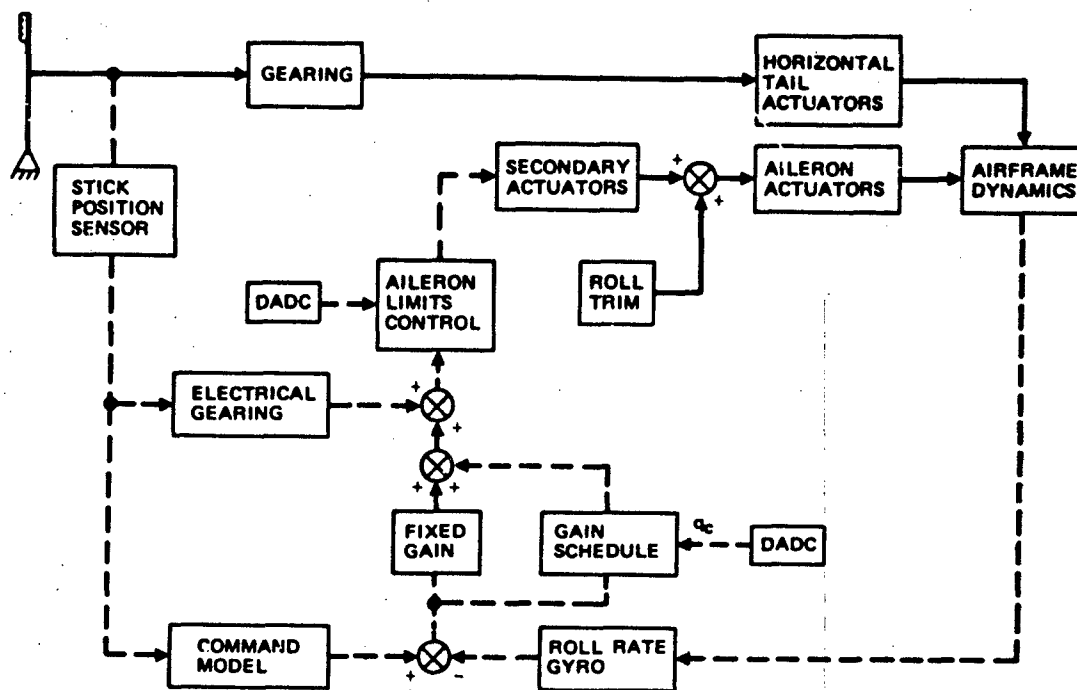 GEARING
HORIZONTAL
TAIL
ACTUATORS
STICK
POSITION
SENSOR
SECONDARY
ACTUATORS
+
+
AILERON
ACTUATORS
AIRFRAME
DYNAMICS
DADC
AILERON
LIMITS
CONTROL
ROLL
TRIM
ELECTRICAL
GEARING
+
+
+ +
FIXED
GAIN
GAIN
SCHEDULE
qc
DADC
COMMAND
MODEL
+ -
ROLL RATE
GYRO